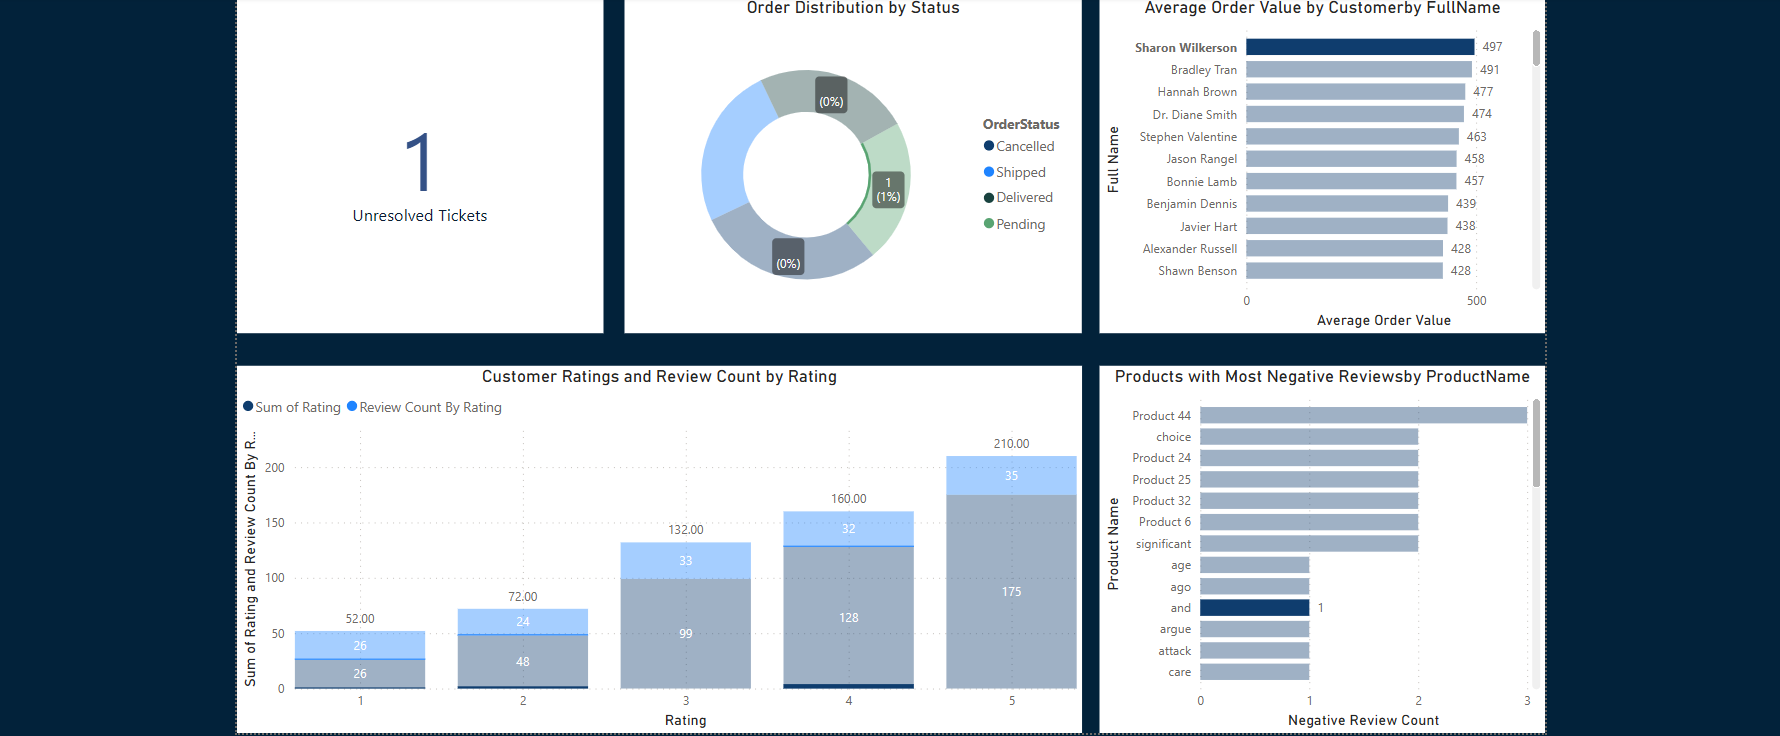 1
Unresolved Tickets
Order Distribution by Status
(0%)
1
(1%)
(0%)
OrderStatus
Cancelled
Shipped
Delivered
Pending
Average Order Value by Customerby FullName
Full Name
Sharon Wilkerson 497
Bradley Tran 491
Hannah Brown 477
Dr. Diane Smith 474
Stephen Valentine 463
Jason Rangel 458
Bonnie Lamb 457
Benjamin Dennis 439
Javier Hart 438
Alexander Russell 428
Shawn Benson 428
0 500
Average Order Value
Customer Ratings and Review Count by Rating
Sum of Rating Review Count By Rating
Sum of Rating and Review Count By R...
200
150
100
50
0
52.00
26
26
72.00
24
48
132.00
33
99
160.00
32
128
210.00
35
175
1 2 3 4 5
Rating
Products with Most Negative Reviewsby ProductName
Product Name
Product 44
choice
Product 24
Product 25
Product 32
Product 6
significant
age
ago
and 1
argue
attack
care
0 1 2 3
Negative Review Count